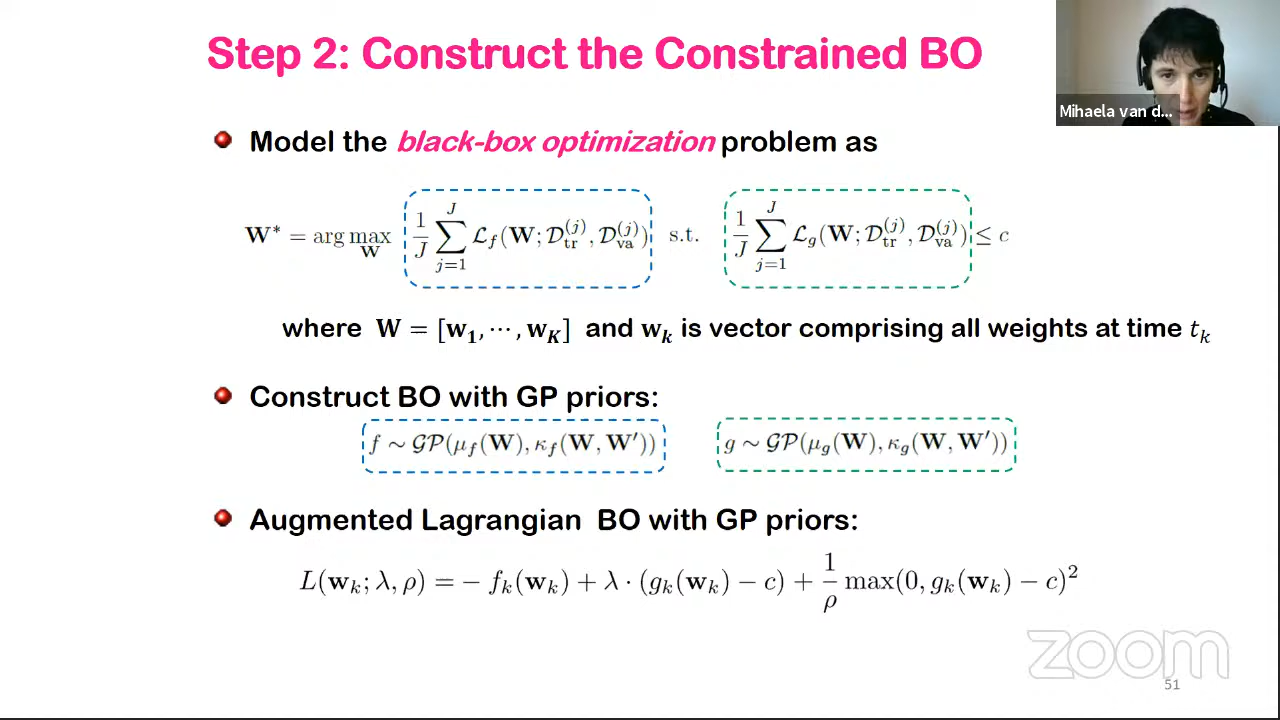 Step 2: Construct the Constrained BO
Mihaela van d...
Model the black-box optimization problem as
W* = arg max_W 1/J ∑_{j=1}^{J} ℒ_f(W; 𝒟_tr^(j), 𝒟_va^(j)) s.t. 1/J ∑_{j=1}^{J} ℒ_g(W; 𝒟_tr^(j), 𝒟_va^(j)) ≤ c
where W = [w_1, ⋯, w_K] and w_k is vector comprising all weights at time t_k
Construct BO with GP priors:
f ∼ 𝒢𝒫(μ_f(W), κ_f(W, W′)) g ∼ 𝒢𝒫(μ_g(W), κ_g(W, W′))
Augmented Lagrangian BO with GP priors:
L(w_k; λ, ρ) = − f_k(w_k) + λ · (g_k(w_k) − c) + 1/ρ max(0, g_k(w_k) − c)^2
zoom
51